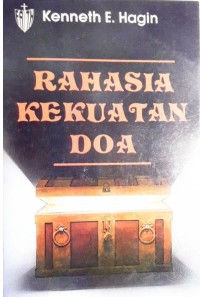 Kenneth E. Hagin
RAHASIA
KEKUATAN
DOA